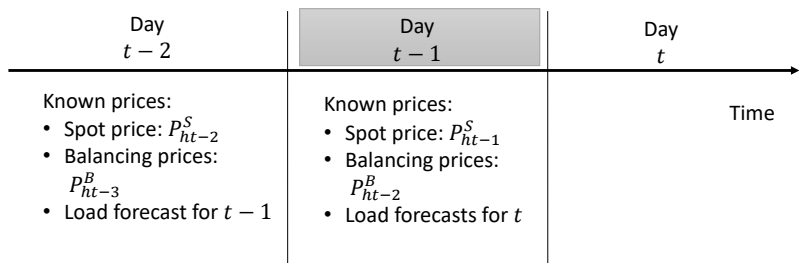 Day
t − 2
Day
t − 1
Day
t
Known prices:
• Spot price: P^S_{ht−2}
• Balancing prices:
P^B_{ht−3}
• Load forecast for t − 1
Known prices:
• Spot price: P^S_{ht−1}
• Balancing prices:
P^B_{ht−2}
• Load forecasts for t
Time